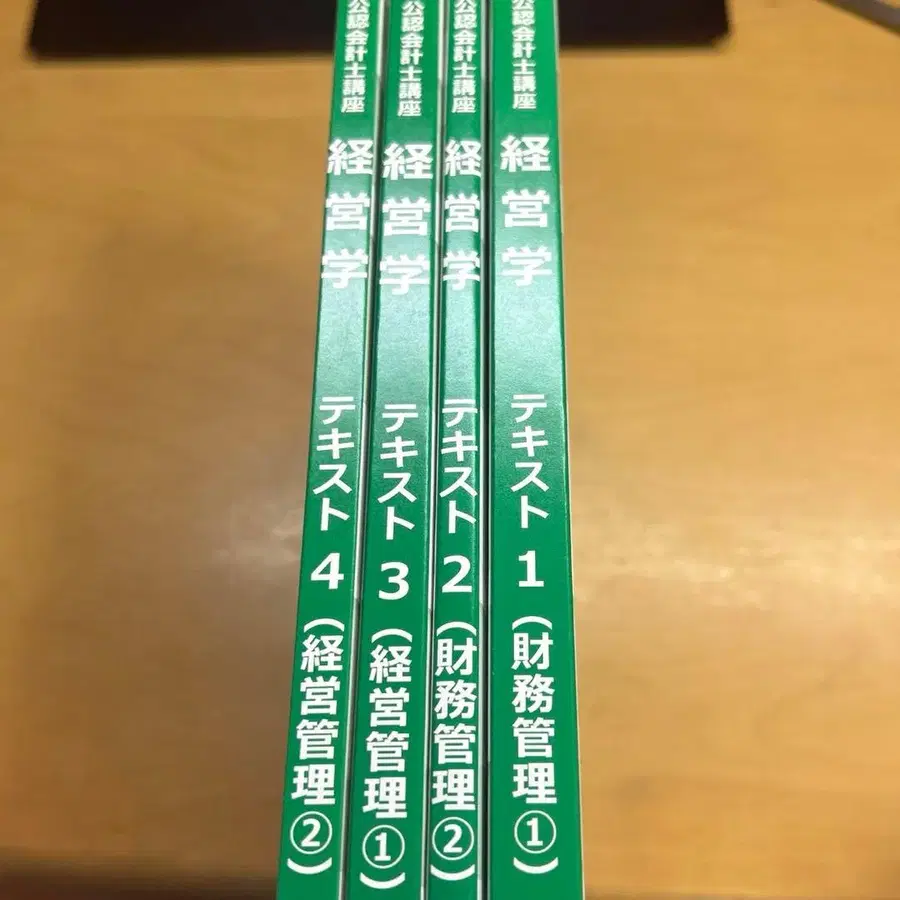 公認会計士講座 経営学 テキスト 4 (経営管理②)
公認会計士講座 経営学 テキスト 3 (経営管理①)
公認会計士講座 経営学 テキスト 2 (財務管理②)
公認会計士講座 経営学 テキスト 1 (財務管理①)